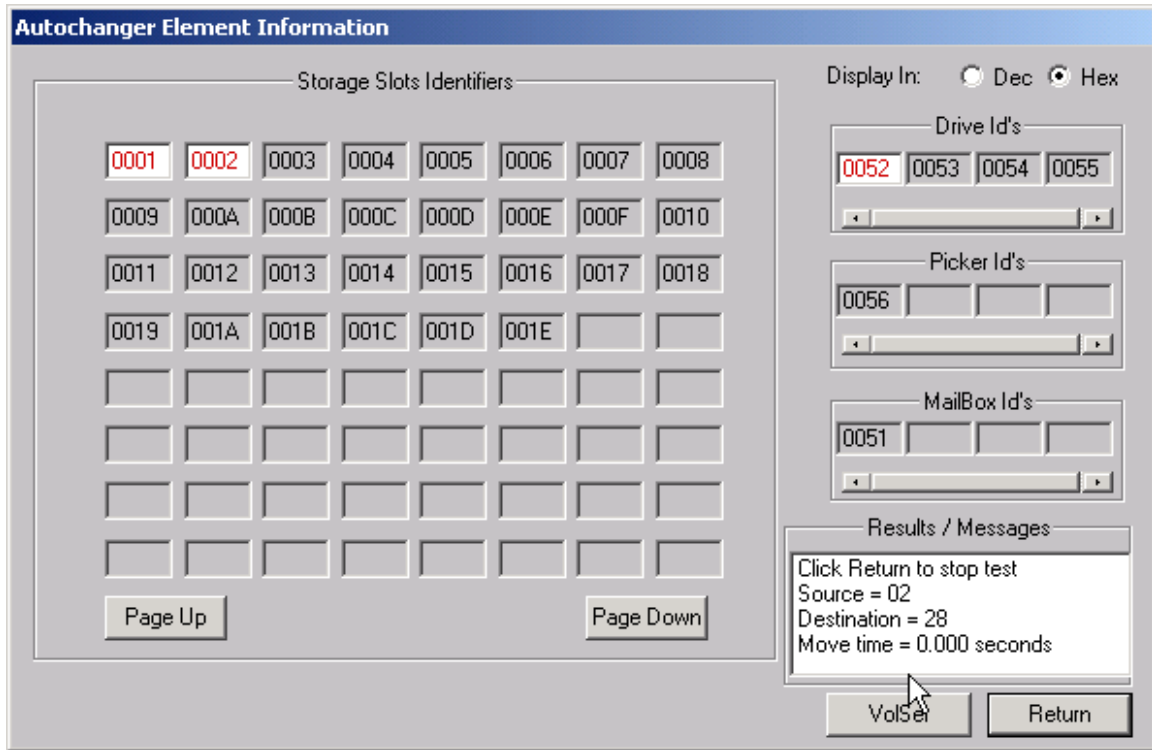 Autochanger Element Information
Storage Slots Identifiers
0001 0002 0003 0004 0005 0006 0007 0008
0009 000A 000B 000C 000D 000E 000F 0010
0011 0012 0013 0014 0015 0016 0017 0018
0019 001A 001B 001C 001D 001E
Page Up
Page Down
Display In: Dec Hex
Drive Id's
0052 0053 0054 0055
Picker Id's
0056
MailBox Id's
0051
Results / Messages
Click Return to stop test
Source = 02
Destination = 28
Move time = 0.000 seconds
VolSer
Return